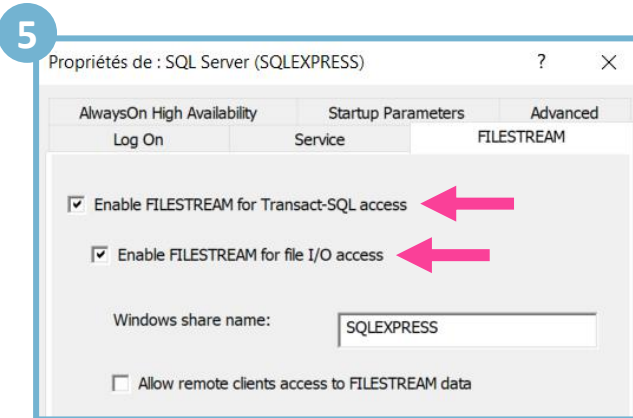 5
Propriétés de : SQL Server (SQLEXPRESS) ?
AlwaysOn High Availability Startup Parameters Advanced
Log On Service FILESTREAM
Enable FILESTREAM for Transact-SQL access
Enable FILESTREAM for file I/O access
Windows share name: SQLEXPRESS
Allow remote clients access to FILESTREAM data